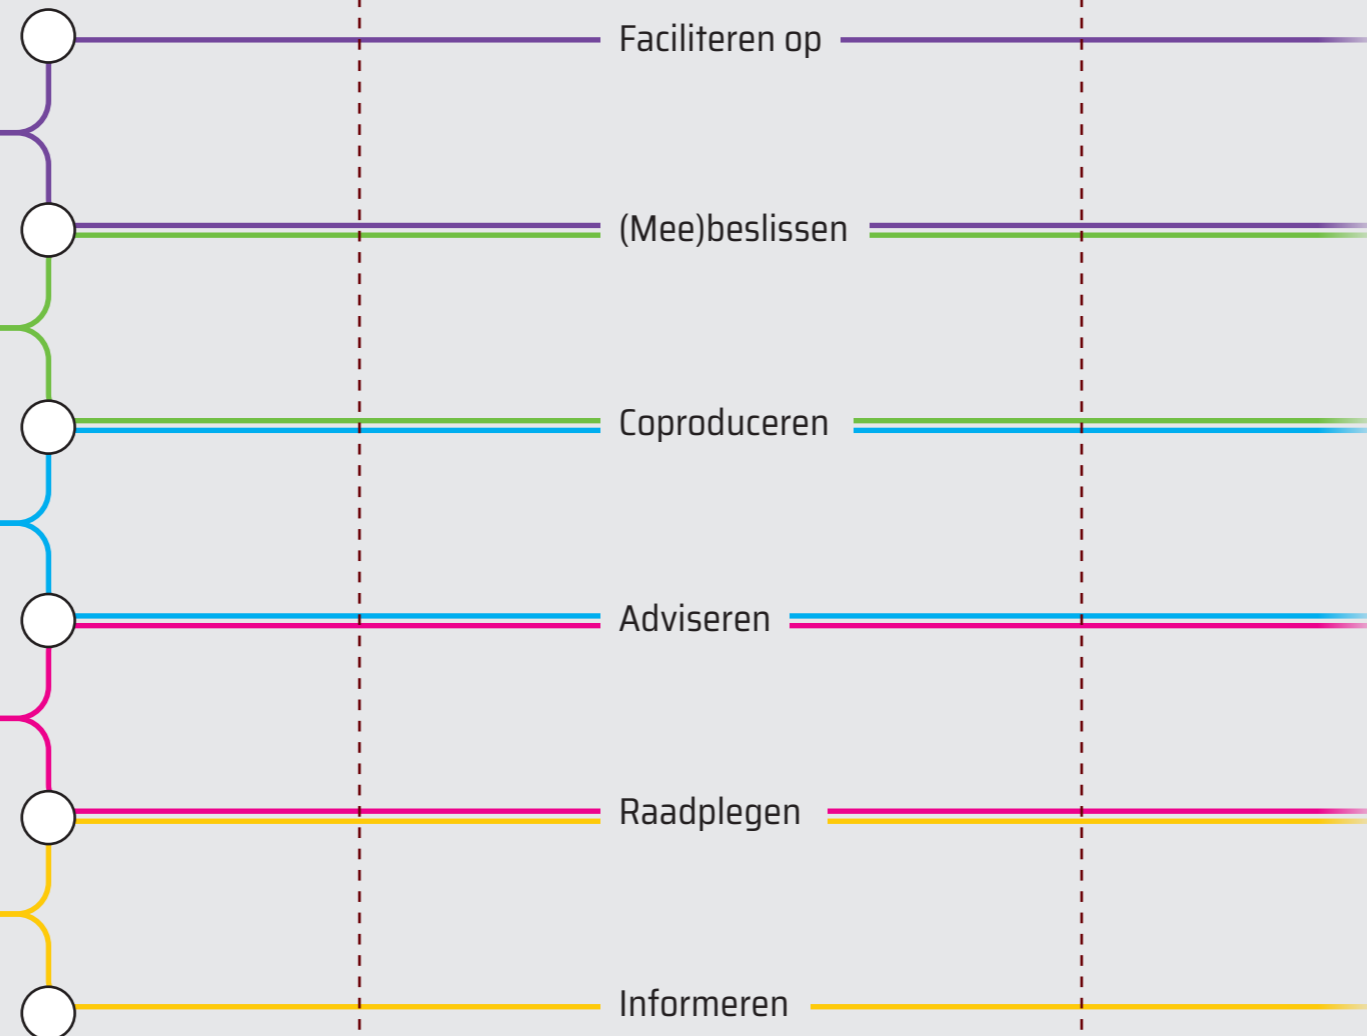 Faciliteren op
(Mee)beslissen
Coproduceren
Adviseren
Raadplegen
Informeren